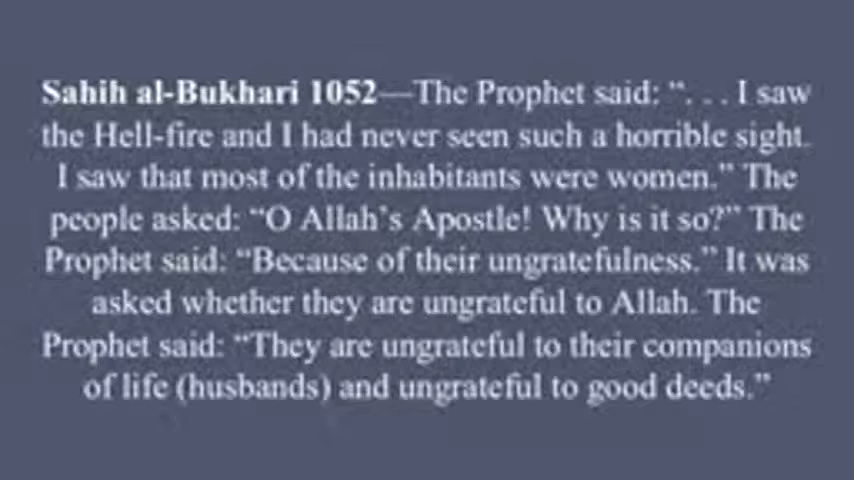 Sahih al-Bukhari 1052—The Prophet said: “. . . I saw
the Hell-fire and I had never seen such a horrible sight.
I saw that most of the inhabitants were women.” The
people asked: “O Allah’s Apostle! Why is it so?” The
Prophet said: “Because of their ungratefulness.” It was
asked whether they are ungrateful to Allah. The
Prophet said: “They are ungrateful to their companions
of life (husbands) and ungrateful to good deeds.”